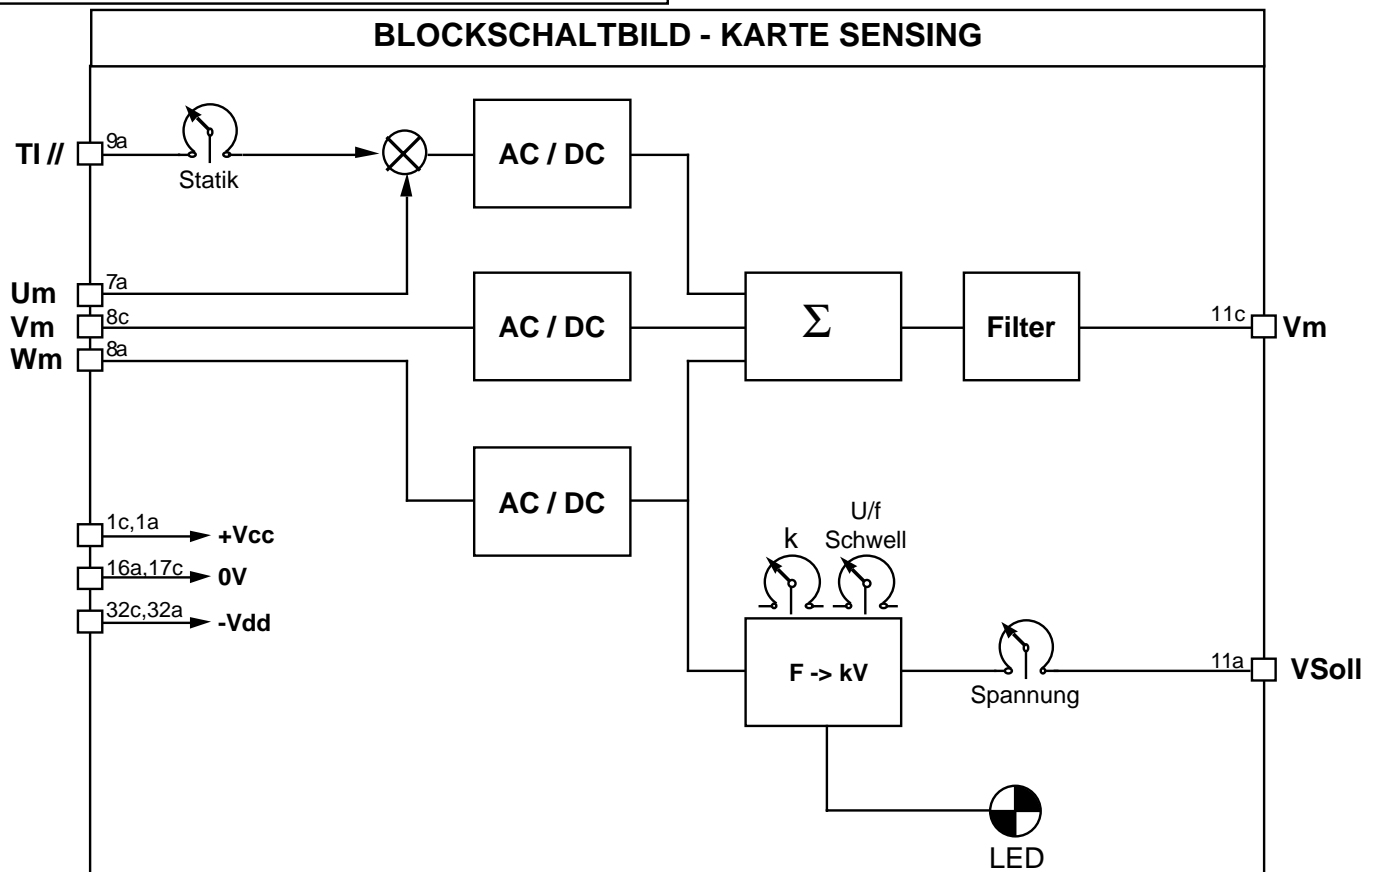 BLOCKSCHALTBILD - KARTE SENSING
TI //
9a
Statik
AC / DC
Um
7a
Vm
8c
AC / DC
Σ
Filter
11c
Vm
Wm
8a
AC / DC
1c,1a
+Vcc
16a,17c
0V
32c,32a
-Vdd
k
U/f
Schwell
F -> kV
Spannung
11a
VSoll
LED